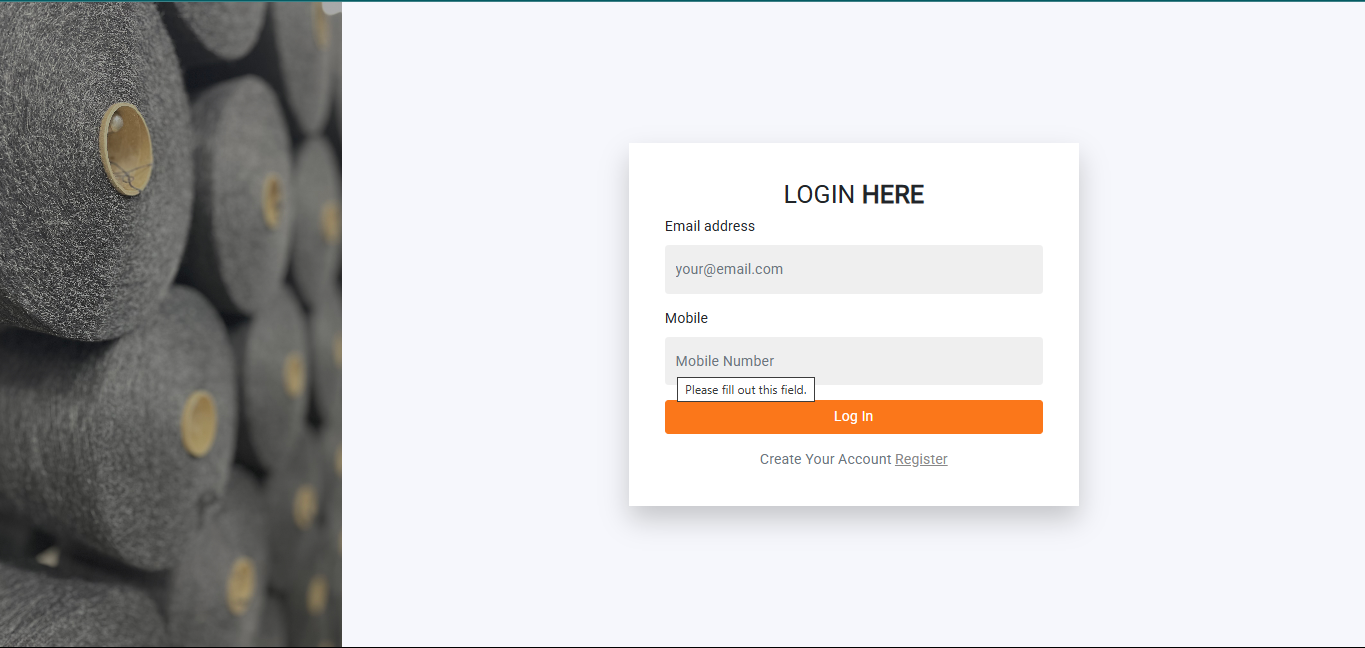 LOGIN HERE
Email address
your@email.com
Mobile
Mobile Number
Please fill out this field.
Log In
Create Your Account Register